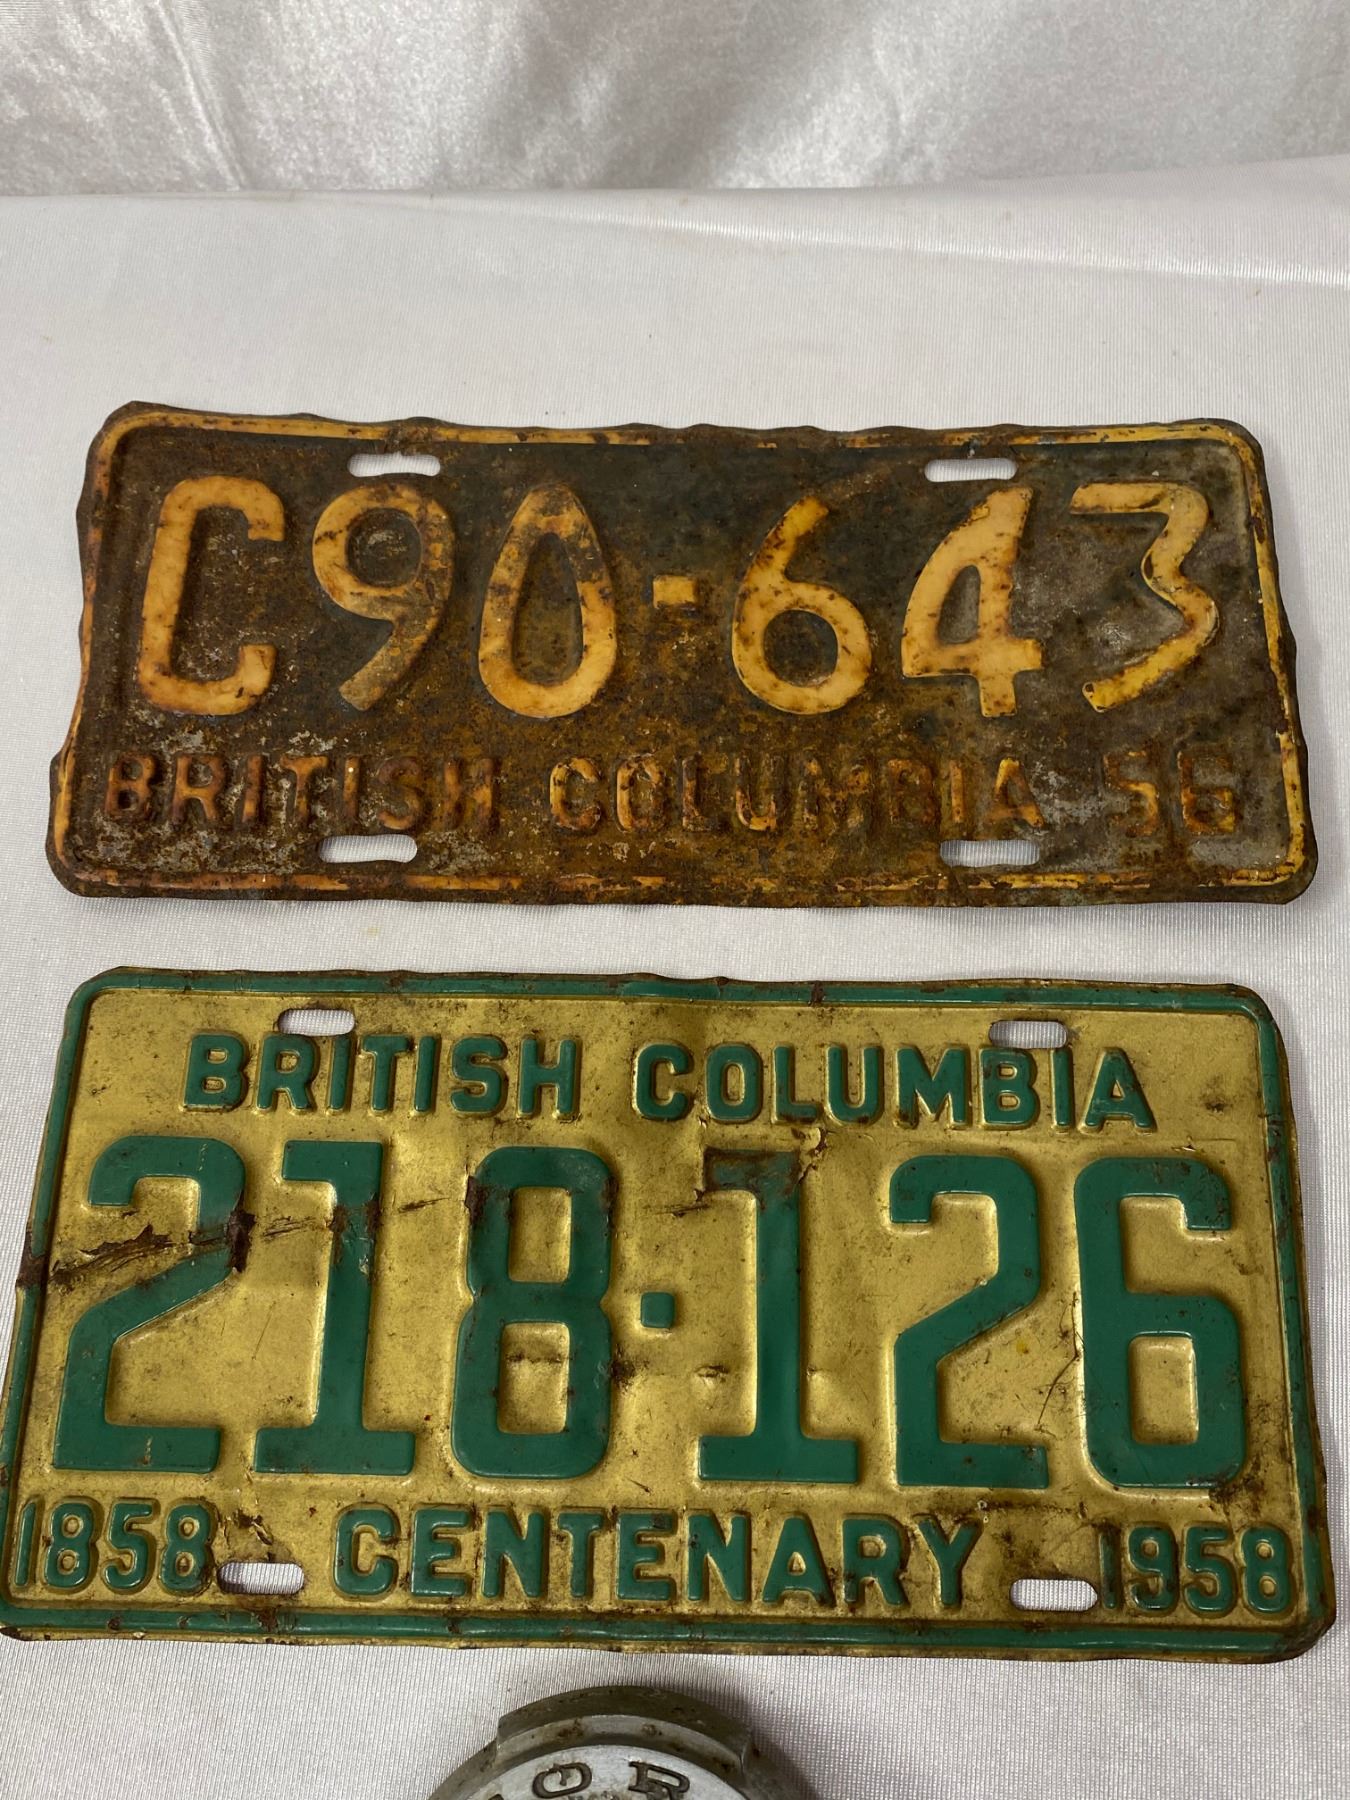 C90-643
BRITISH COLUMBIA 56
BRITISH COLUMBIA
218·126
1858 CENTENARY 1958